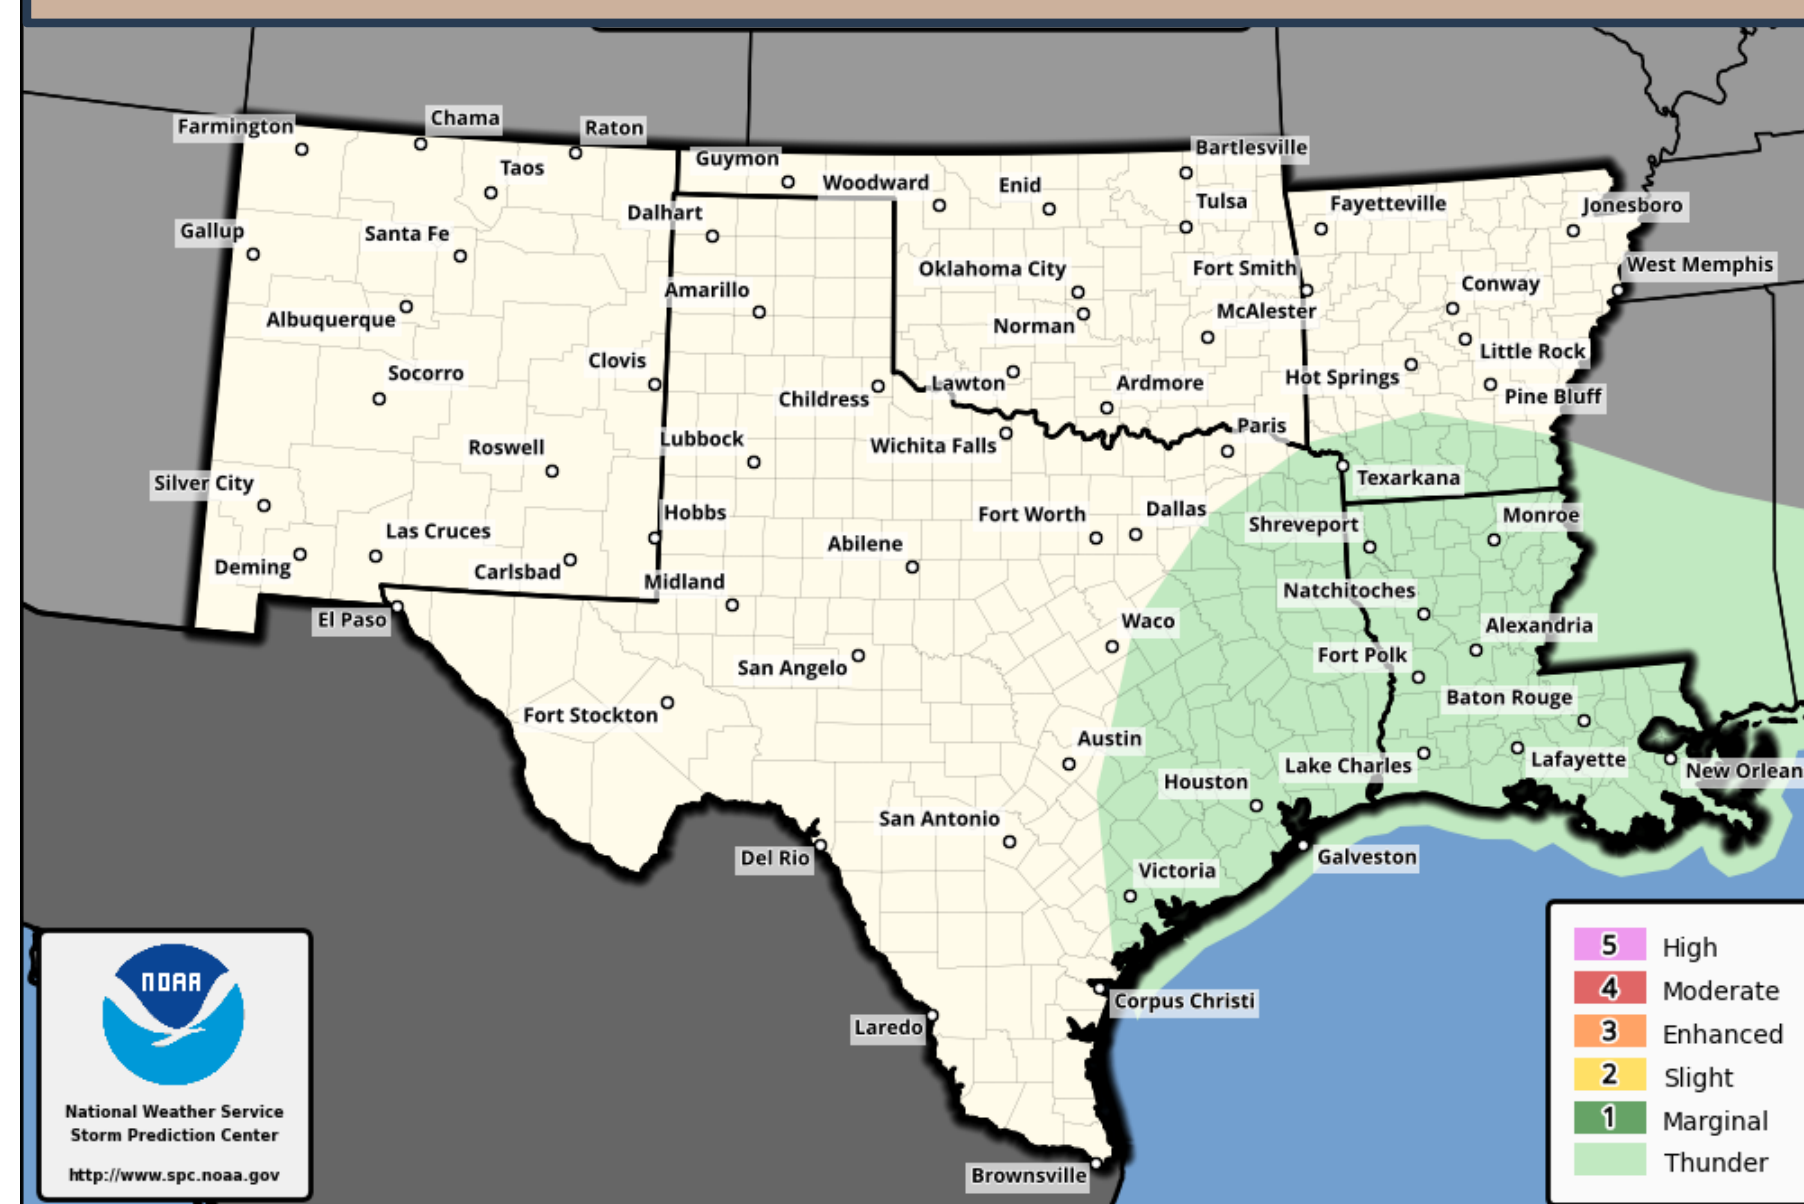 Farmington
Chama
Raton
Taos
Guymon
Woodward
Enid
Bartlesville
Tulsa
Fayetteville
Jonesboro
Gallup
Santa Fe
Dalhart
Oklahoma City
Fort Smith
West Memphis
Amarillo
Conway
Albuquerque
Norman
McAlester
Clovis
Little Rock
Socorro
Childress
Lawton
Ardmore
Hot Springs
Pine Bluff
Roswell
Lubbock
Wichita Falls
Paris
Silver City
Texarkana
Las Cruces
Hobbs
Fort Worth
Dallas
Shreveport
Monroe
Deming
Carlsbad
Midland
Abilene
Natchitoches
El Paso
Waco
Alexandria
San Angelo
Fort Polk
Fort Stockton
Baton Rouge
Austin
Lake Charles
Lafayette
New Orlean
Houston
San Antonio
Del Rio
Galveston
Victoria
Corpus Christi
Laredo
Brownsville
NOAA
National Weather Service
Storm Prediction Center
http://www.spc.noaa.gov
5 High
4 Moderate
3 Enhanced
2 Slight
1 Marginal
Thunder